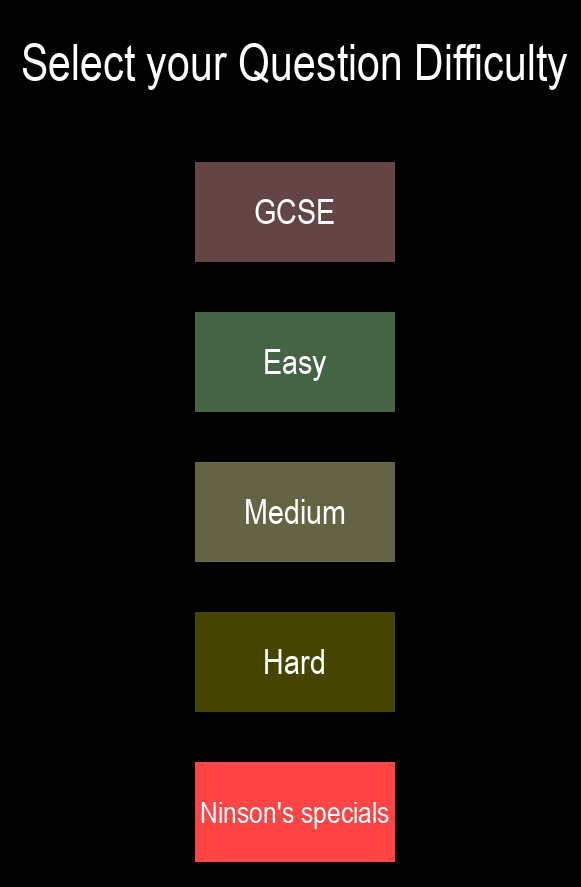 Select your Question Difficulty
GCSE
Easy
Medium
Hard
Ninson's specials